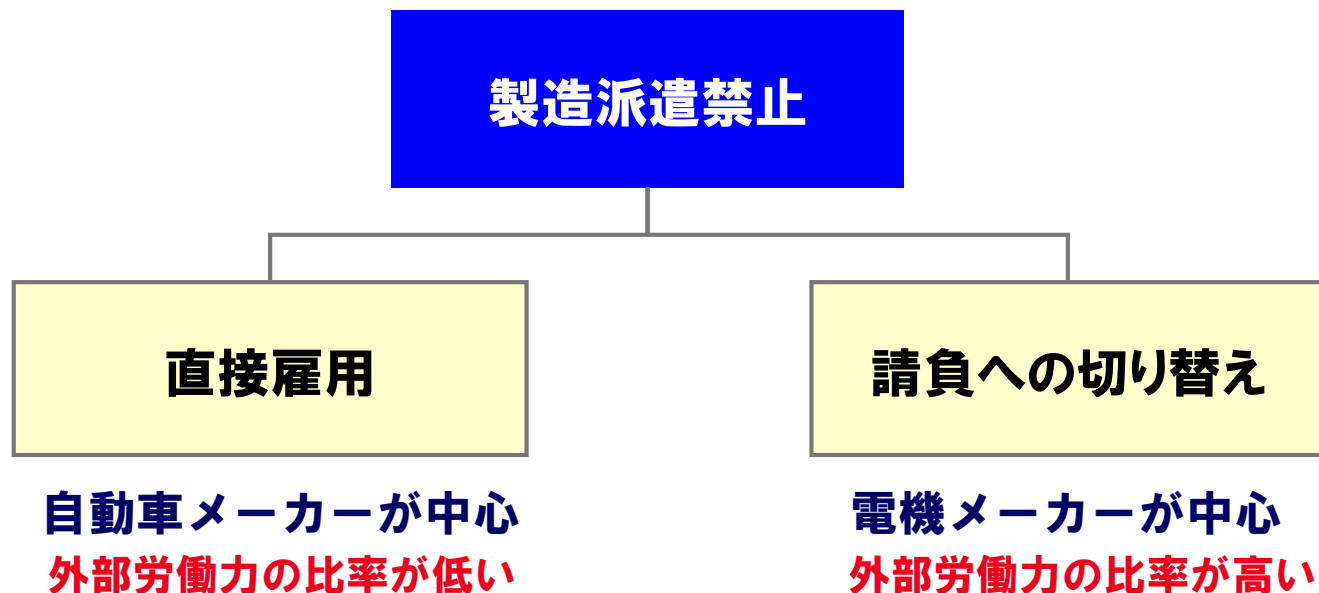 製造派遣禁止
直接雇用
請負への切り替え
自動車メーカーが中心
電機メーカーが中心
外部労働力の比率が低い
外部労働力の比率が高い